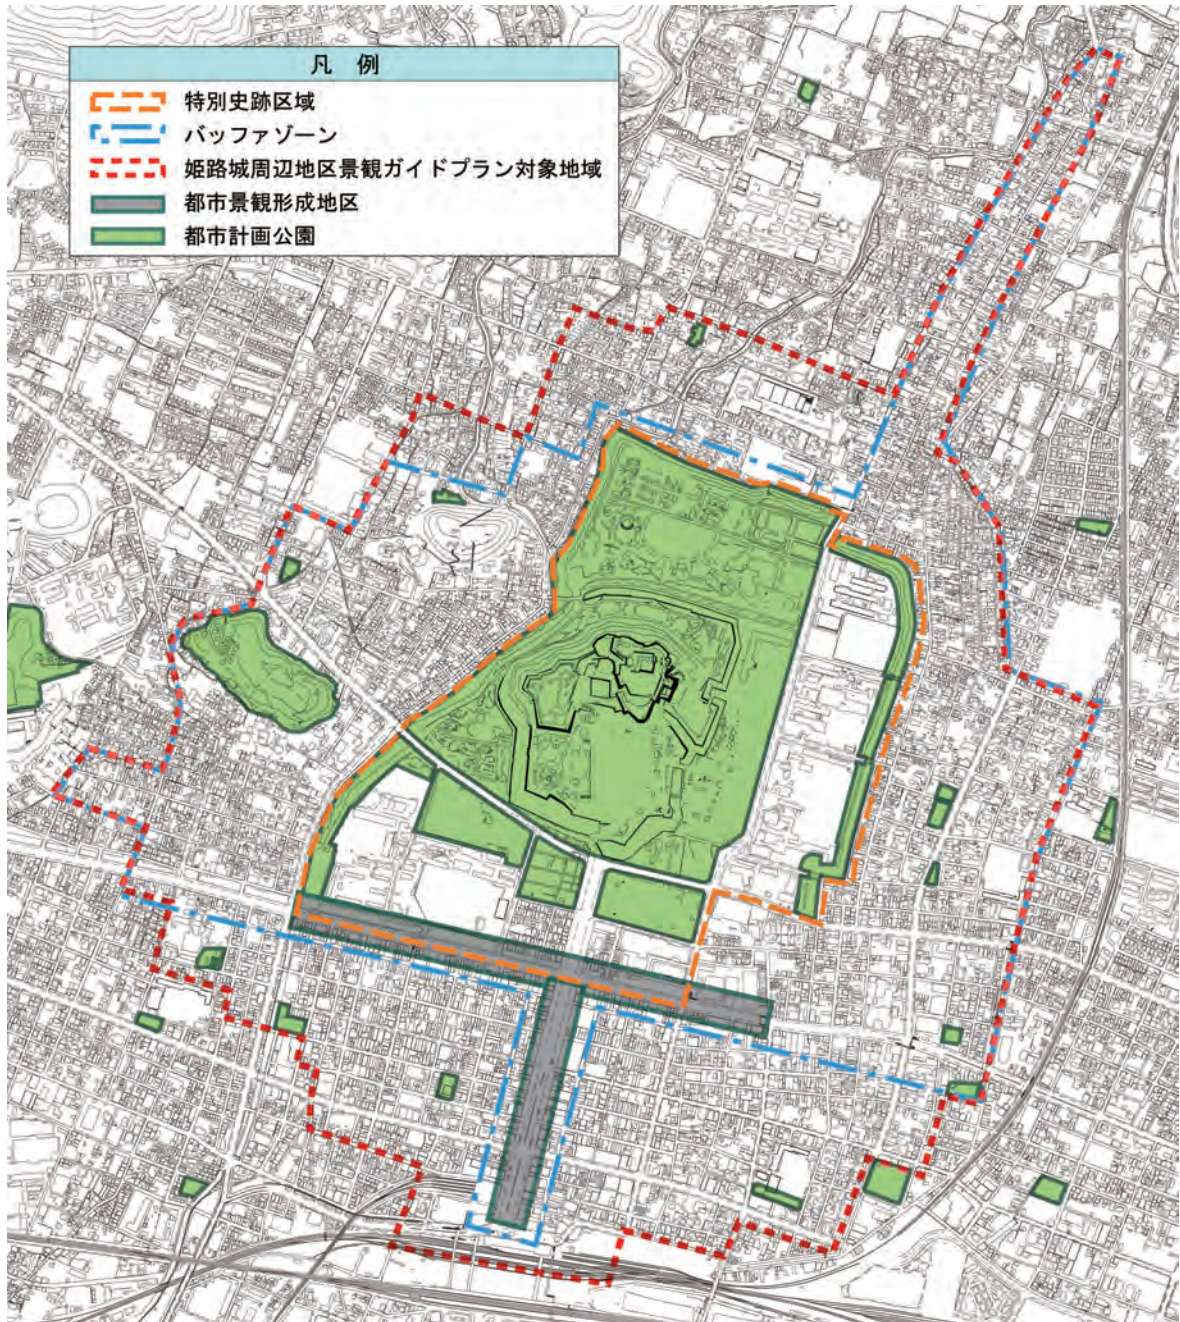 凡 例
特別史跡区域
バッファゾーン
姫路城周辺地区景観ガイドプラン対象地域
都市景観形成地区
都市計画公園